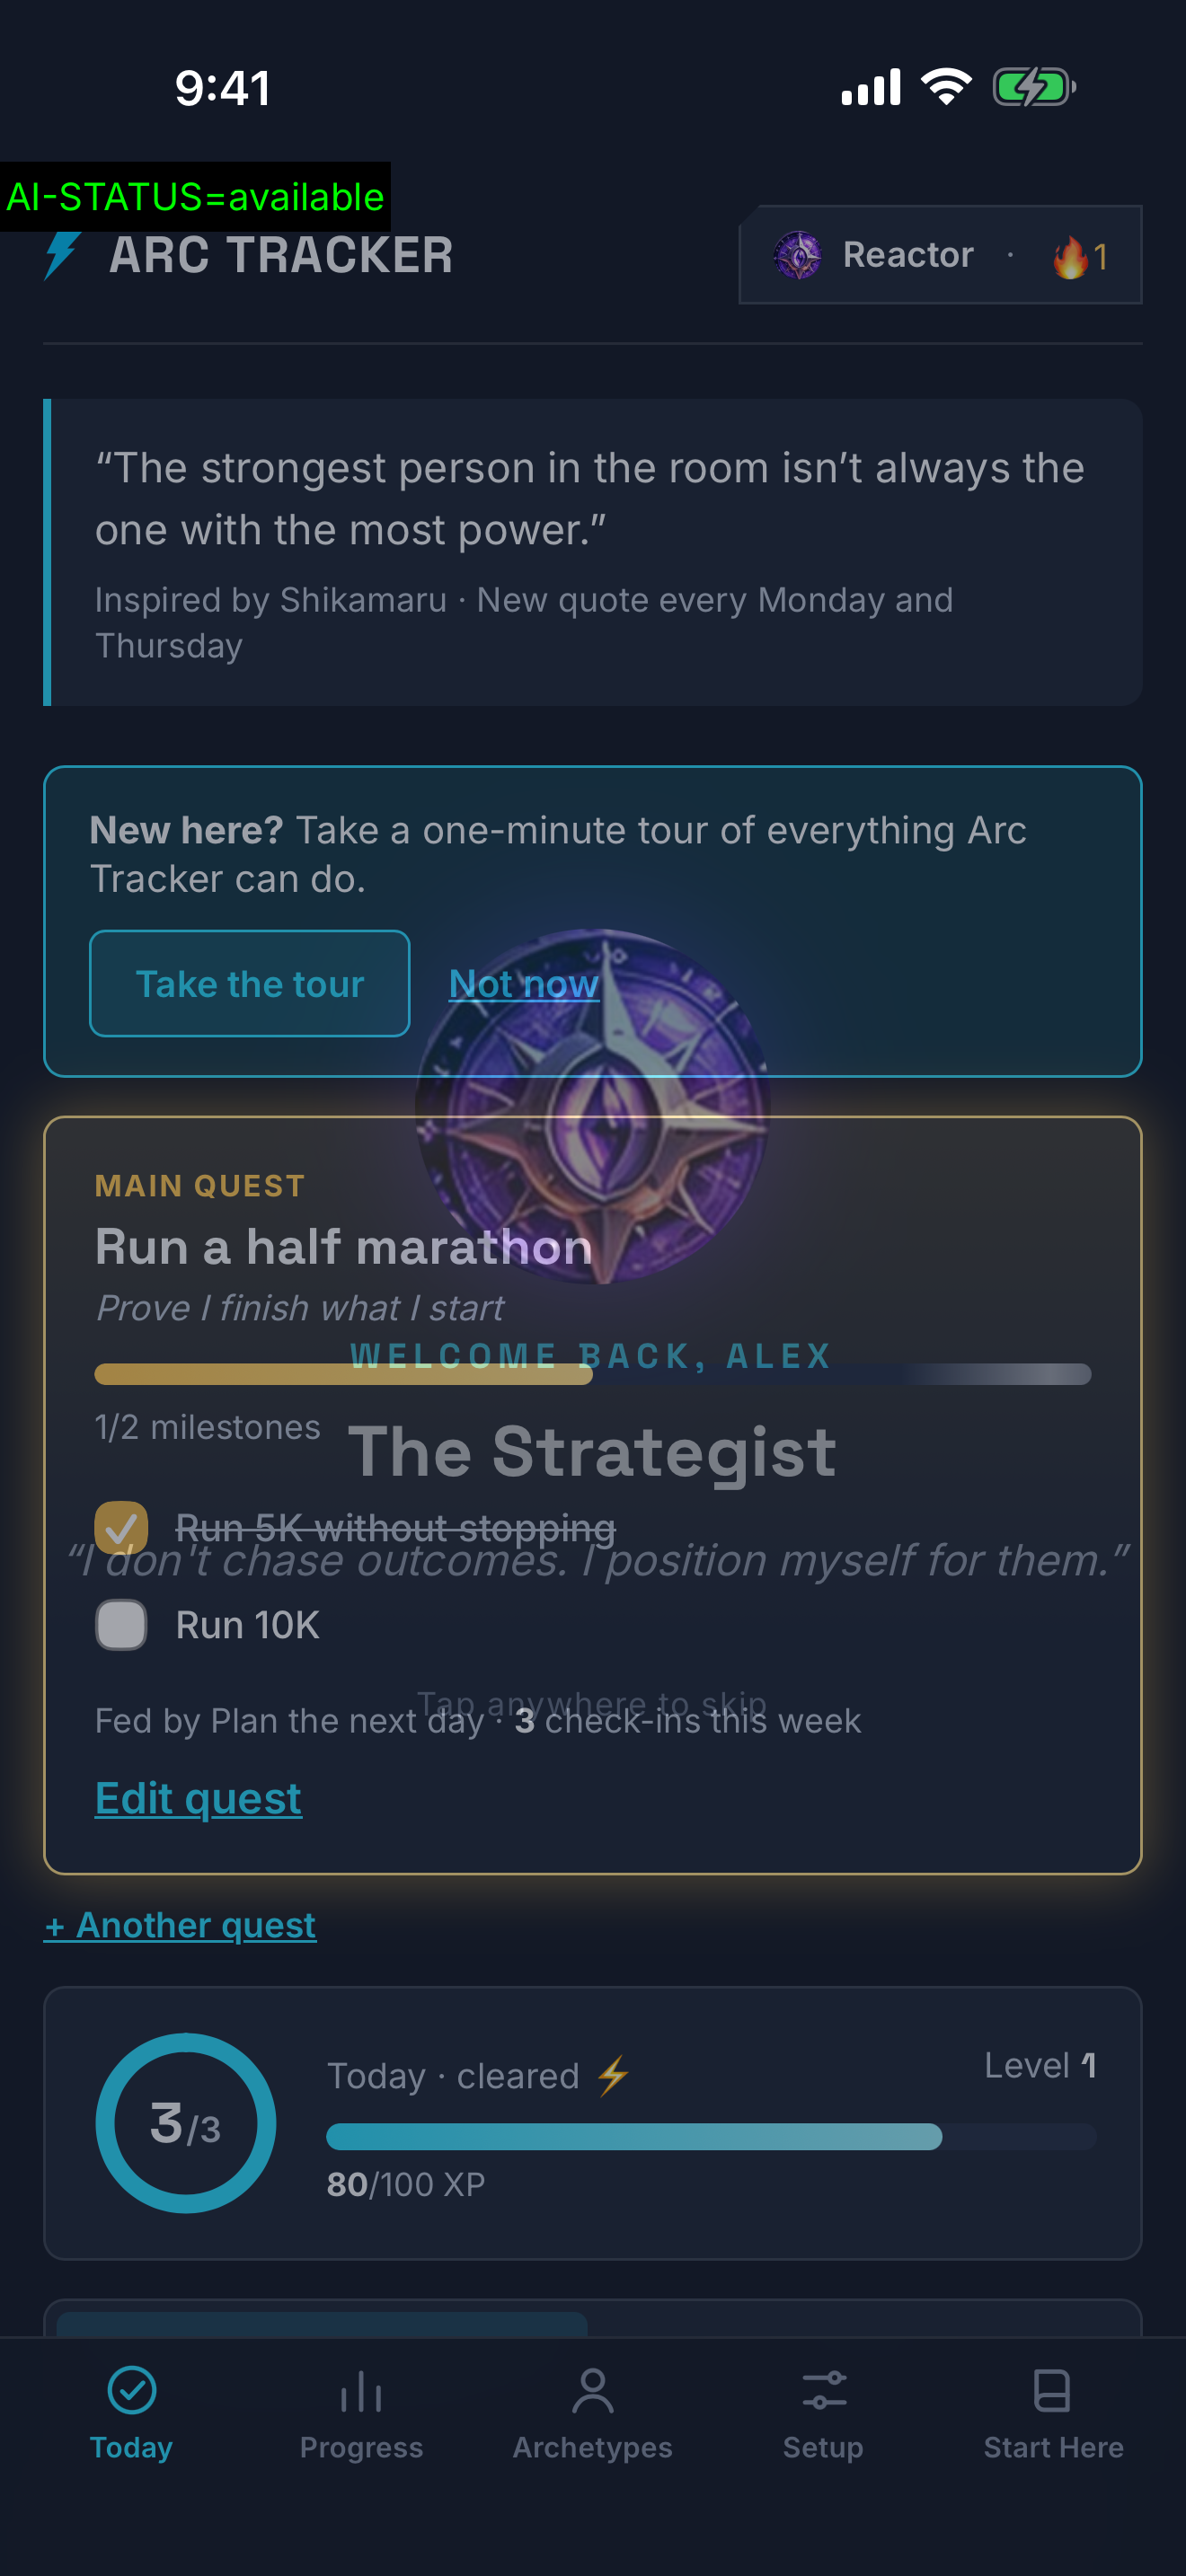 9:41
AI-STATUS=available
ARC TRACKER
Reactor · 🔥1
“The strongest person in the room isn’t always the
one with the most power.”
Inspired by Shikamaru · New quote every Monday and
Thursday
New here? Take a one-minute tour of everything Arc
Tracker can do.
Take the tour
Not now
MAIN QUEST
Run a half marathon
Prove I finish what I start
WELCOME BACK, ALEX
1/2 milestones
The Strategist
Run 5K without stopping
“I don't chase outcomes. I position myself for them.”
Run 10K
Tap anywhere to skip
Fed by Plan the next day · 3 check-ins this week
Edit quest
+ Another quest
3/3
Today · cleared ⚡
Level 1
80/100 XP
Today
Progress
Archetypes
Setup
Start Here